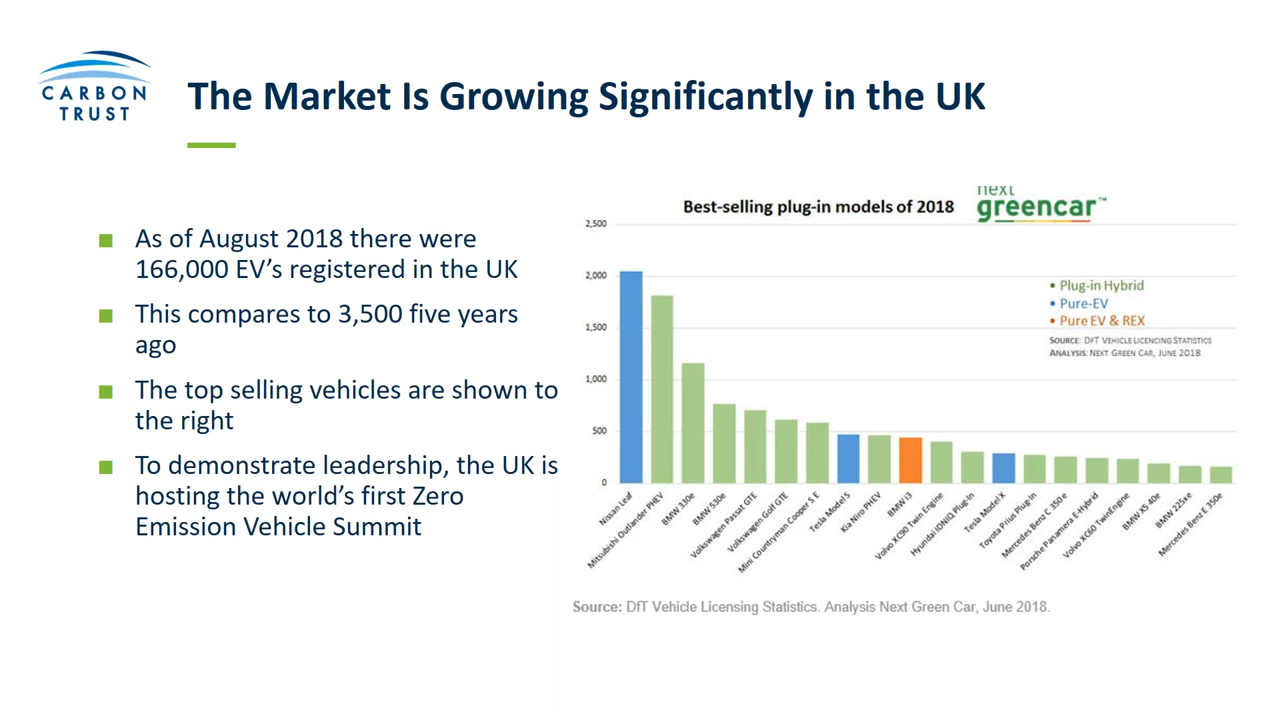 CARBON
TRUST
The Market Is Growing Significantly in the UK
■ As of August 2018 there were
166,000 EV’s registered in the UK
■ This compares to 3,500 five years
ago
■ The top selling vehicles are shown to
the right
■ To demonstrate leadership, the UK is
hosting the world’s first Zero
Emission Vehicle Summit
Best-selling plug-in models of 2018
next
greencar™
2,500
2,000
1,500
1,000
500
0
• Plug-in Hybrid
• Pure-EV
• Pure EV & REX
SOURCE: DFT VEHICLE LICENCING STATISTICS
ANALYSIS: NEXT GREEN CAR, JUNE 2018
Nissan Leaf
Mitsubishi Outlander PHEV
BMW 330e
BMW 530e
Volkswagen Passat GTE
Volkswagen Golf GTE
Mini Countryman Cooper S E
Tesla Model S
Kia Niro PHEV
BMW i3
Volvo XC90 Twin Engine
Hyundai IONIQ Plug-In
Tesla Model X
Toyota Prius Plug-In
Mercedes Benz C 350 e
Porsche Panamera E-Hybrid
Volvo XC60 TwinEngine
BMW X5 40e
BMW 225xe
Mercedes Benz E 350e
Source: DfT Vehicle Licensing Statistics. Analysis Next Green Car, June 2018.